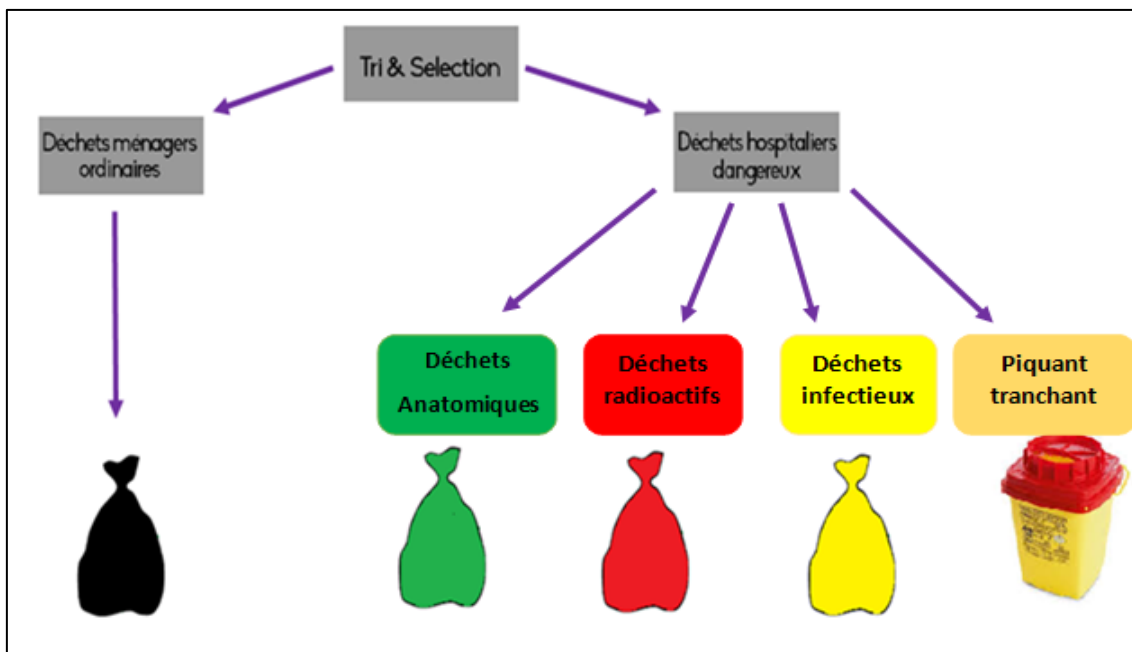 Tri & Selection
Déchets ménagers
ordinaires
Déchets hospitaliers
dangereux
Déchets
Anatomiques
Déchets
radioactifs
Déchets
infectieux
Piquant
tranchant